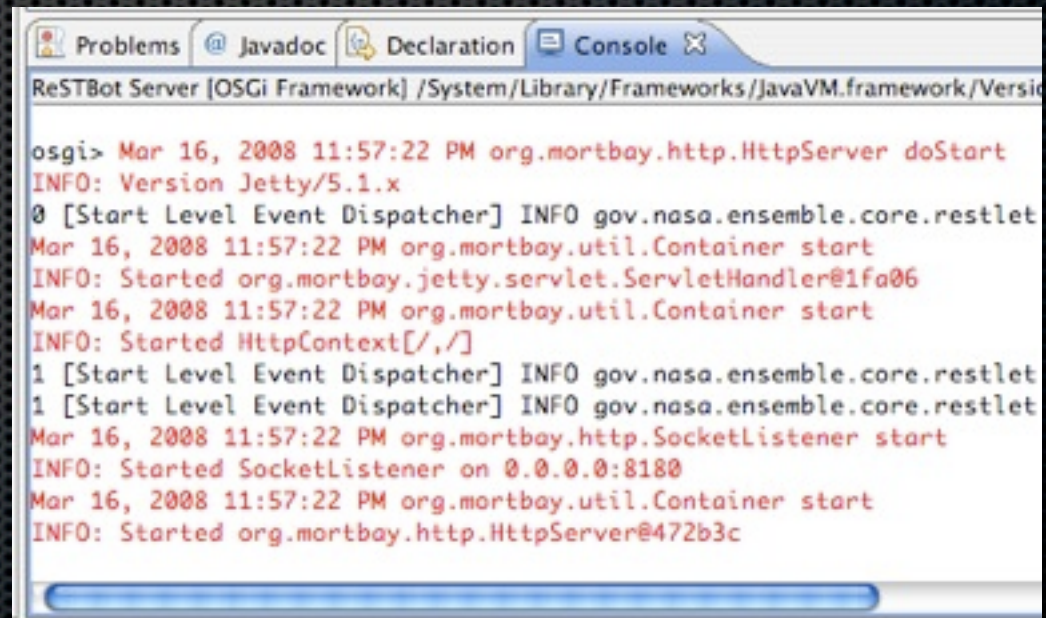 Problems @ Javadoc Declaration Console
ReSTBot Server [OSGi Framework] /System/Library/Frameworks/JavaVM.framework/Versio
osgi> Mar 16, 2008 11:57:22 PM org.mortbay.http.HttpServer doStart
INFO: Version Jetty/5.1.x
0 [Start Level Event Dispatcher] INFO gov.nasa.ensemble.core.restlet
Mar 16, 2008 11:57:22 PM org.mortbay.util.Container start
INFO: Started org.mortbay.jetty.servlet.ServletHandler@1fa06
Mar 16, 2008 11:57:22 PM org.mortbay.util.Container start
INFO: Started HttpContext[/,/]
1 [Start Level Event Dispatcher] INFO gov.nasa.ensemble.core.restlet
1 [Start Level Event Dispatcher] INFO gov.nasa.ensemble.core.restlet
Mar 16, 2008 11:57:22 PM org.mortbay.http.SocketListener start
INFO: Started SocketListener on 0.0.0.0:8180
Mar 16, 2008 11:57:22 PM org.mortbay.util.Container start
INFO: Started org.mortbay.http.HttpServer@472b3c